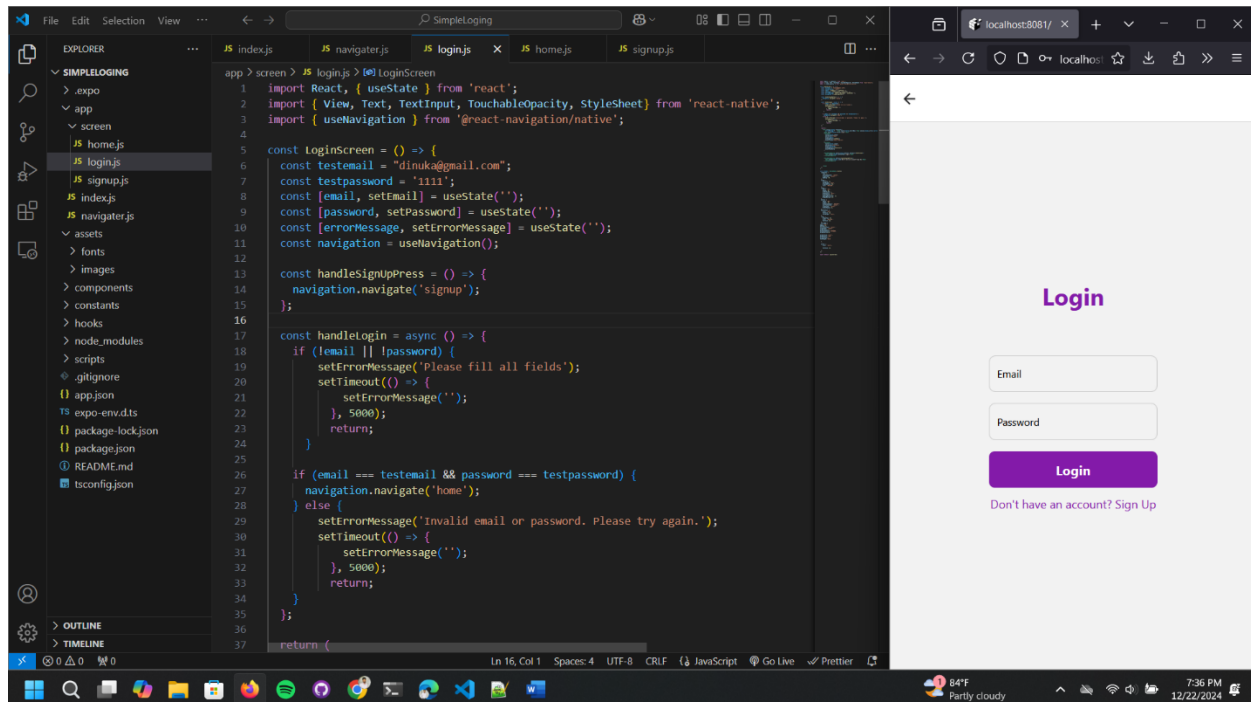 File Edit Selection View ··· SimpleLoging
EXPLORER ···
SIMPLELOGING
.expo
app
screen
JS home.js
JS login.js
JS signup.js
JS index.js
JS navigater.js
assets
fonts
images
components
constants
hooks
node_modules
scripts
.gitignore
{} app.json
TS expo-env.d.ts
{} package-lock.json
{} package.json
README.md
tsconfig.json
OUTLINE
TIMELINE
JS index.js JS navigater.js JS login.js JS home.js JS signup.js
app > screen > JS login.js > LoginScreen
1 import React, { useState } from 'react';
2 import { View, Text, TextInput, TouchableOpacity, StyleSheet} from 'react-native';
3 import { useNavigation } from '@react-navigation/native';
4
5 const LoginScreen = () => {
6 const testemail = "dinuka@gmail.com";
7 const testpassword = '1111';
8 const [email, setEmail] = useState('');
9 const [password, setPassword] = useState('');
10 const [errorMessage, setErrorMessage] = useState('');
11 const navigation = useNavigation();
12
13 const handleSignUpPress = () => {
14 navigation.navigate('signup');
15 };
16
17 const handleLogin = async () => {
18 if (!email || !password) {
19 setErrorMessage('Please fill all fields');
20 setTimeout(() => {
21 setErrorMessage('');
22 }, 5000);
23 return;
24 }
25
26 if (email === testemail && password === testpassword) {
27 navigation.navigate('home');
28 } else {
29 setErrorMessage('Invalid email or password. Please try again.');
30 setTimeout(() => {
31 setErrorMessage('');
32 }, 5000);
33 return;
34 }
35 };
36
37 return (
0 0 0 Ln 16, Col 1 Spaces: 4 UTF-8 CRLF {} JavaScript Go Live Prettier
localhost:8081/
localhost
Login
Email
Password
Login
Don't have an account? Sign Up
1 84°F
Partly cloudy
7:36 PM
12/22/2024